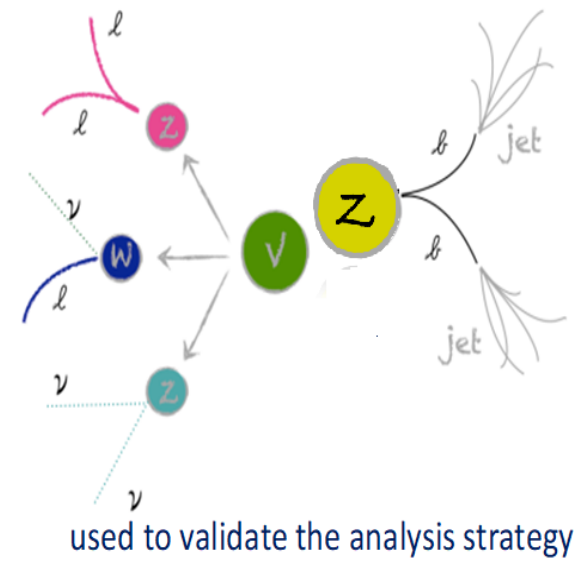 ℓ
ℓ
Z
b
jet
ν
W
V
Z
ℓ
b
jet
ν
Z
ν
used to validate the analysis strategy